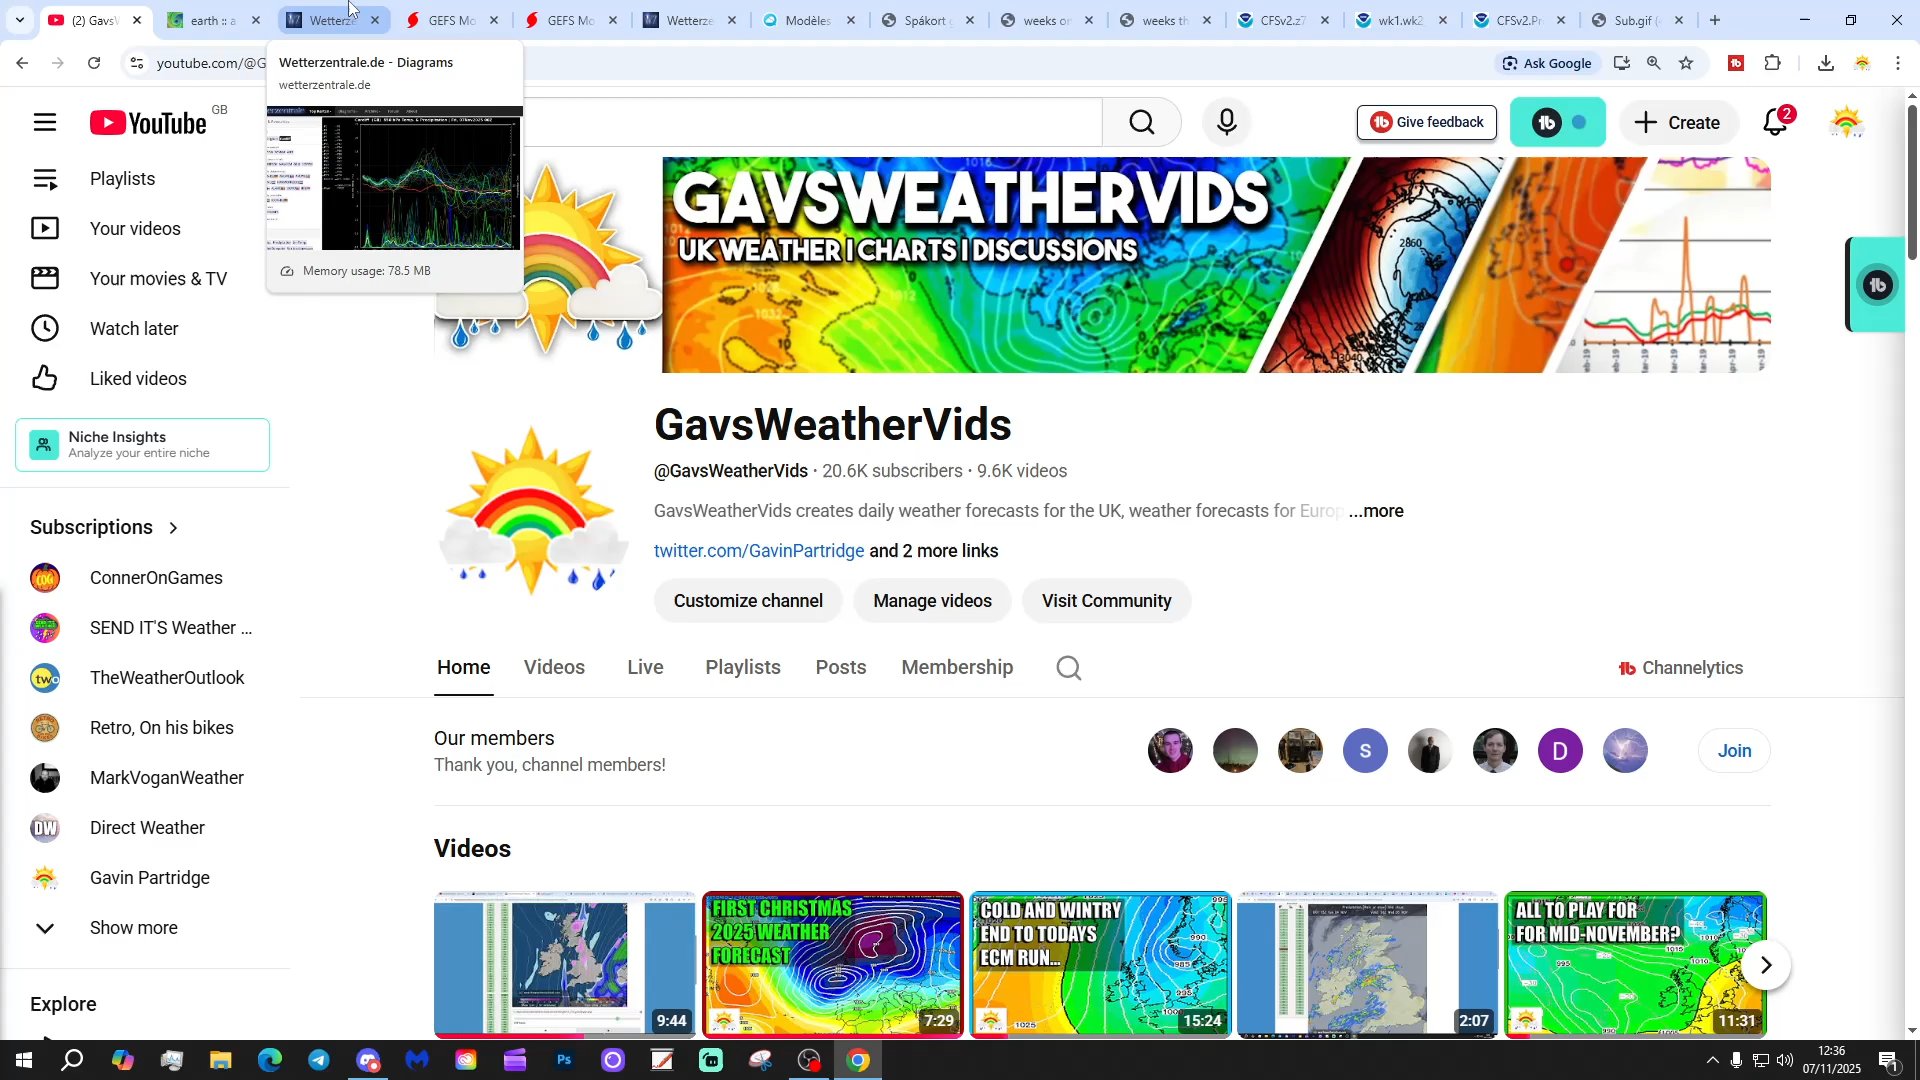 (2) GavsW
earth :: a
Wetterze
GEFS Mo
GEFS Mo
Wetterze
Modèles
Spákort g
weeks on
weeks th
CFSv2.z7
wk1.wk2
CFSv2.Pr
Sub.gif (
youtube.com/@G
Ask Google
Wetterzentrale.de - Diagrams
wetterzentrale.de
Memory usage: 78.5 MB
YouTube
GB
Give feedback
Create
2
Playlists
Your videos
Your movies & TV
Watch later
Liked videos
Niche Insights
Analyze your entire niche
Subscriptions
ConnerOnGames
SEND IT'S Weather ...
TheWeatherOutlook
Retro, On his bikes
MarkVoganWeather
Direct Weather
Gavin Partridge
Show more
Explore
GAVSWEATHERVIDS
UK WEATHER | CHARTS | DISCUSSIONS
GavsWeatherVids
@GavsWeatherVids · 20.6K subscribers · 9.6K videos
GavsWeatherVids creates daily weather forecasts for the UK, weather forecasts for Europ ...more
twitter.com/GavinPartridge and 2 more links
Customize channel
Manage videos
Visit Community
Home
Videos
Live
Playlists
Posts
Membership
Channelytics
Our members
Thank you, channel members!
S
D
Join
Videos
9:44
FIRST CHRISTMAS
2025 WEATHER
FORECAST
7:29
COLD AND WINTRY
END TO TODAYS
ECM RUN...
15:24
2:07
ALL TO PLAY FOR
FOR MID-NOVEMBER?
11:31
12:36
07/11/2025